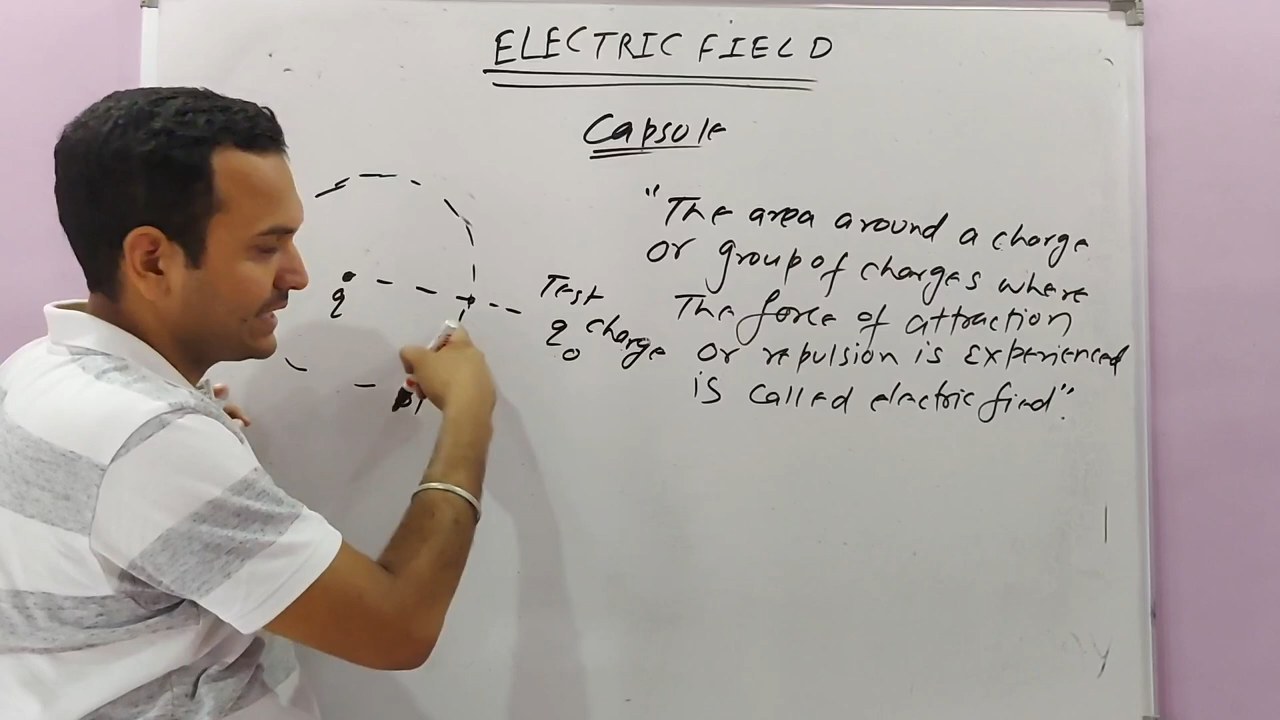 ELECTRIC FIELD
Capsule
"The area around a charge
or group of charges where
The force of attraction
or repulsion is experienced
is called electric field".
q
Test
charge
q0